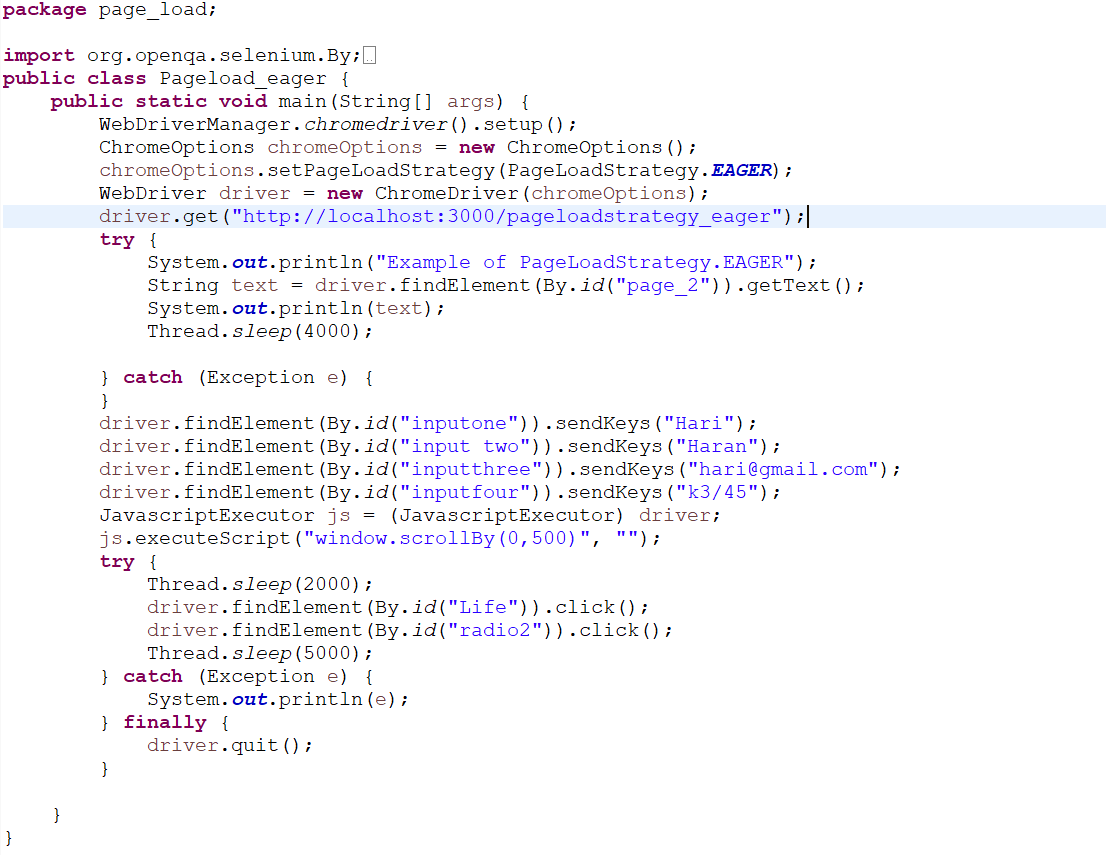 package page_load;
import org.openqa.selenium.By;
public class Pageload_eager {
public static void main(String[] args) {
WebDriverManager.chromedriver().setup();
ChromeOptions chromeOptions = new ChromeOptions();
chromeOptions.setPageLoadStrategy(PageLoadStrategy.EAGER);
WebDriver driver = new ChromeDriver(chromeOptions);
driver.get("http://localhost:3000/pageloadstrategy_eager");
try {
System.out.println("Example of PageLoadStrategy.EAGER");
String text = driver.findElement(By.id("page_2")).getText();
System.out.println(text);
Thread.sleep(4000);
} catch (Exception e) {
}
driver.findElement(By.id("inputone")).sendKeys("Hari");
driver.findElement(By.id("input two")).sendKeys("Haran");
driver.findElement(By.id("inputthree")).sendKeys("hari@gmail.com");
driver.findElement(By.id("inputfour")).sendKeys("k3/45");
JavascriptExecutor js = (JavascriptExecutor) driver;
js.executeScript("window.scrollBy(0,500)", "");
try {
Thread.sleep(2000);
driver.findElement(By.id("Life")).click();
driver.findElement(By.id("radio2")).click();
Thread.sleep(5000);
} catch (Exception e) {
System.out.println(e);
} finally {
driver.quit();
}
}
}